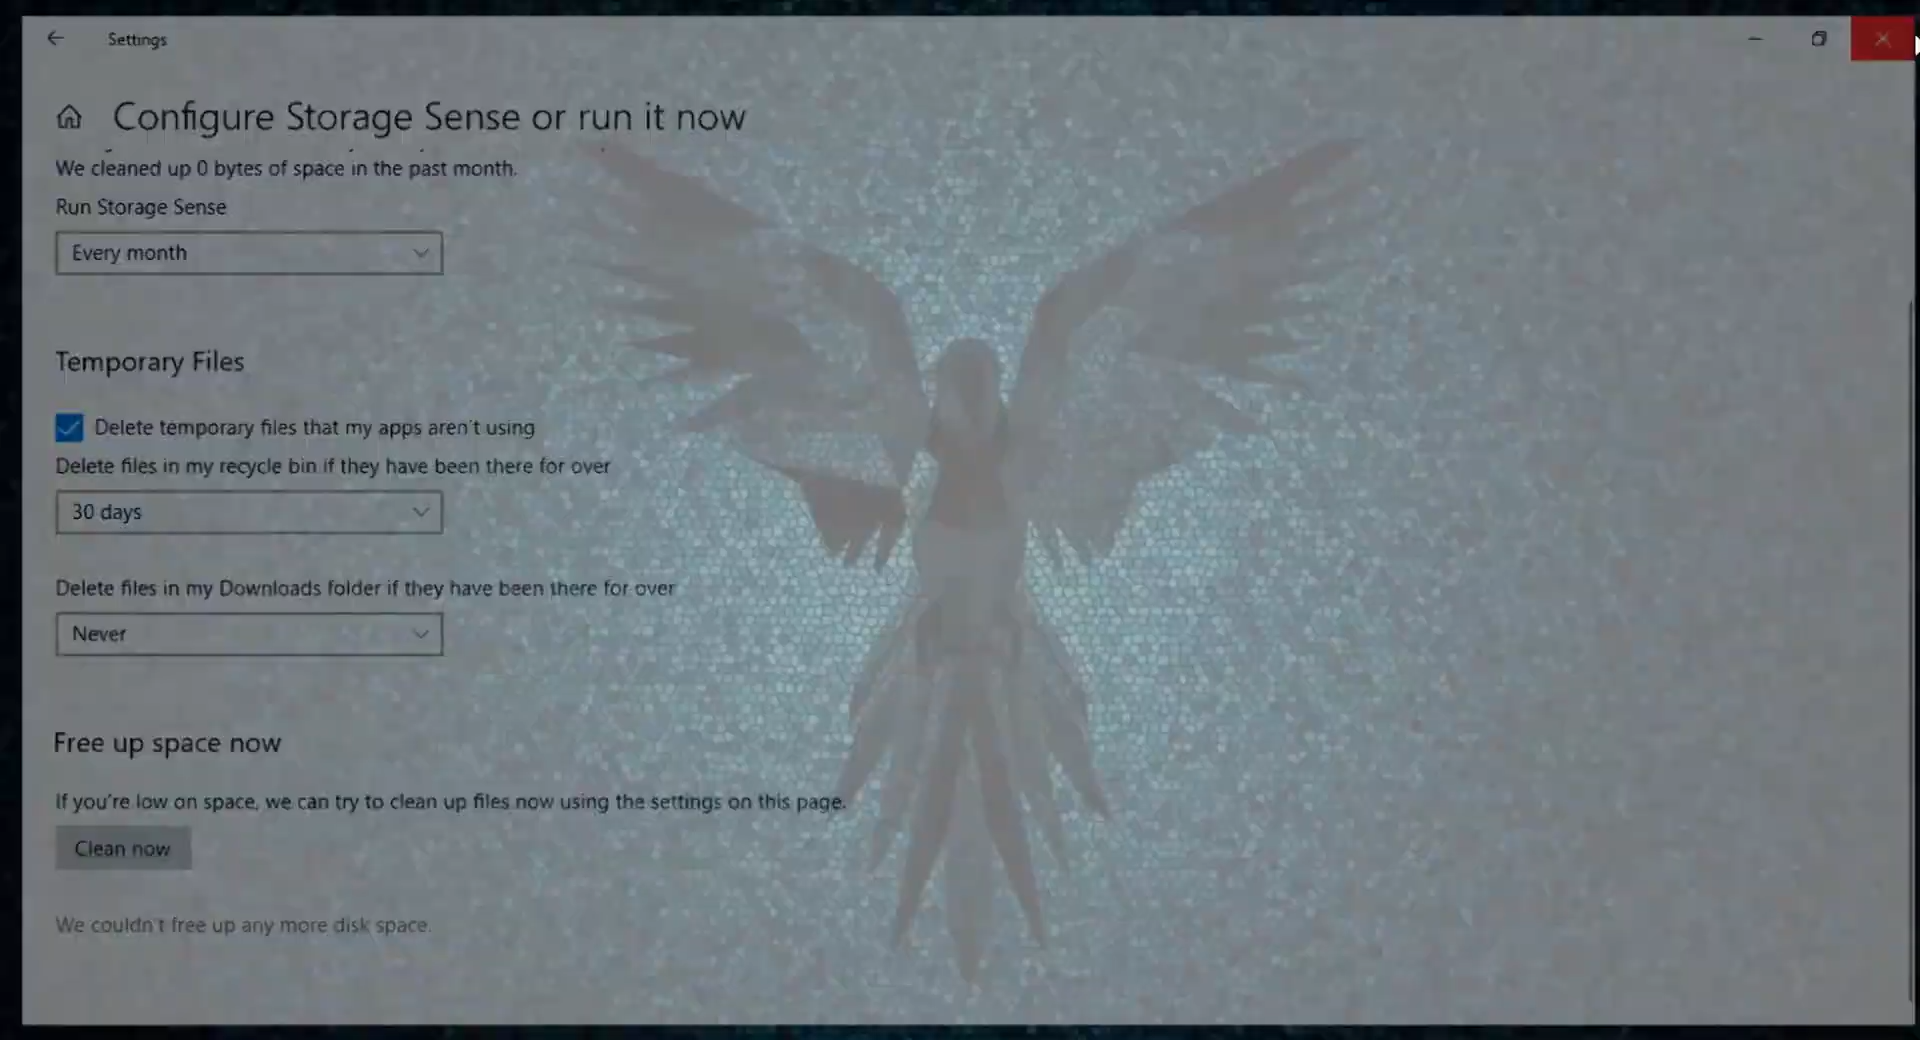 Settings
Configure Storage Sense or run it now
We cleaned up 0 bytes of space in the past month.
Run Storage Sense
Every month
Temporary Files
Delete temporary files that my apps aren't using
Delete files in my recycle bin if they have been there for over
30 days
Delete files in my Downloads folder if they have been there for over
Never
Free up space now
If you're low on space, we can try to clean up files now using the settings on this page.
Clean now
We couldn't free up any more disk space.